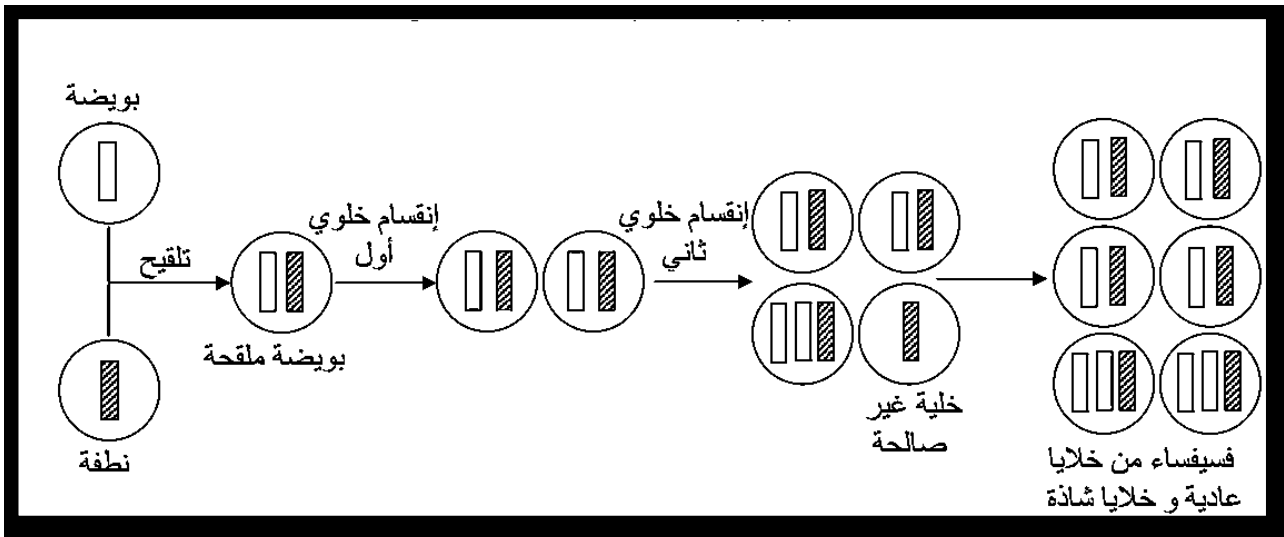 بويضة
نطفة
تلقيح
بويضة ملقحة
إنقسام خلوي
أول
إنقسام خلوي
ثاني
خلية غير
صالحة
فسيفساء من خلايا
عادية و خلايا شاذة